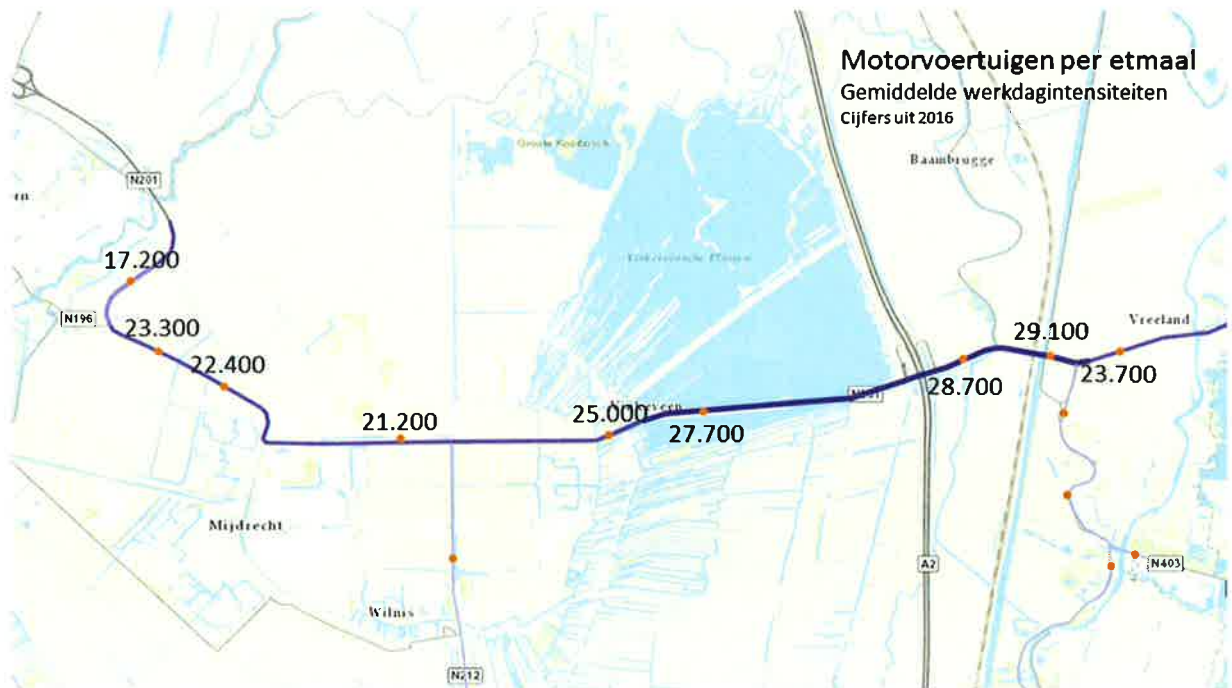 Motorvoertuigen per etmaal
Gemiddelde werkdagintensiteiten
Cijfers uit 2016
Baambrugge
N201
17.200
N196
23.300
22.400
21.200
25.000
27.700
28.700
29.100
23.700
Vreeland
Mijdrecht
Wilnis
A2
N403
N212